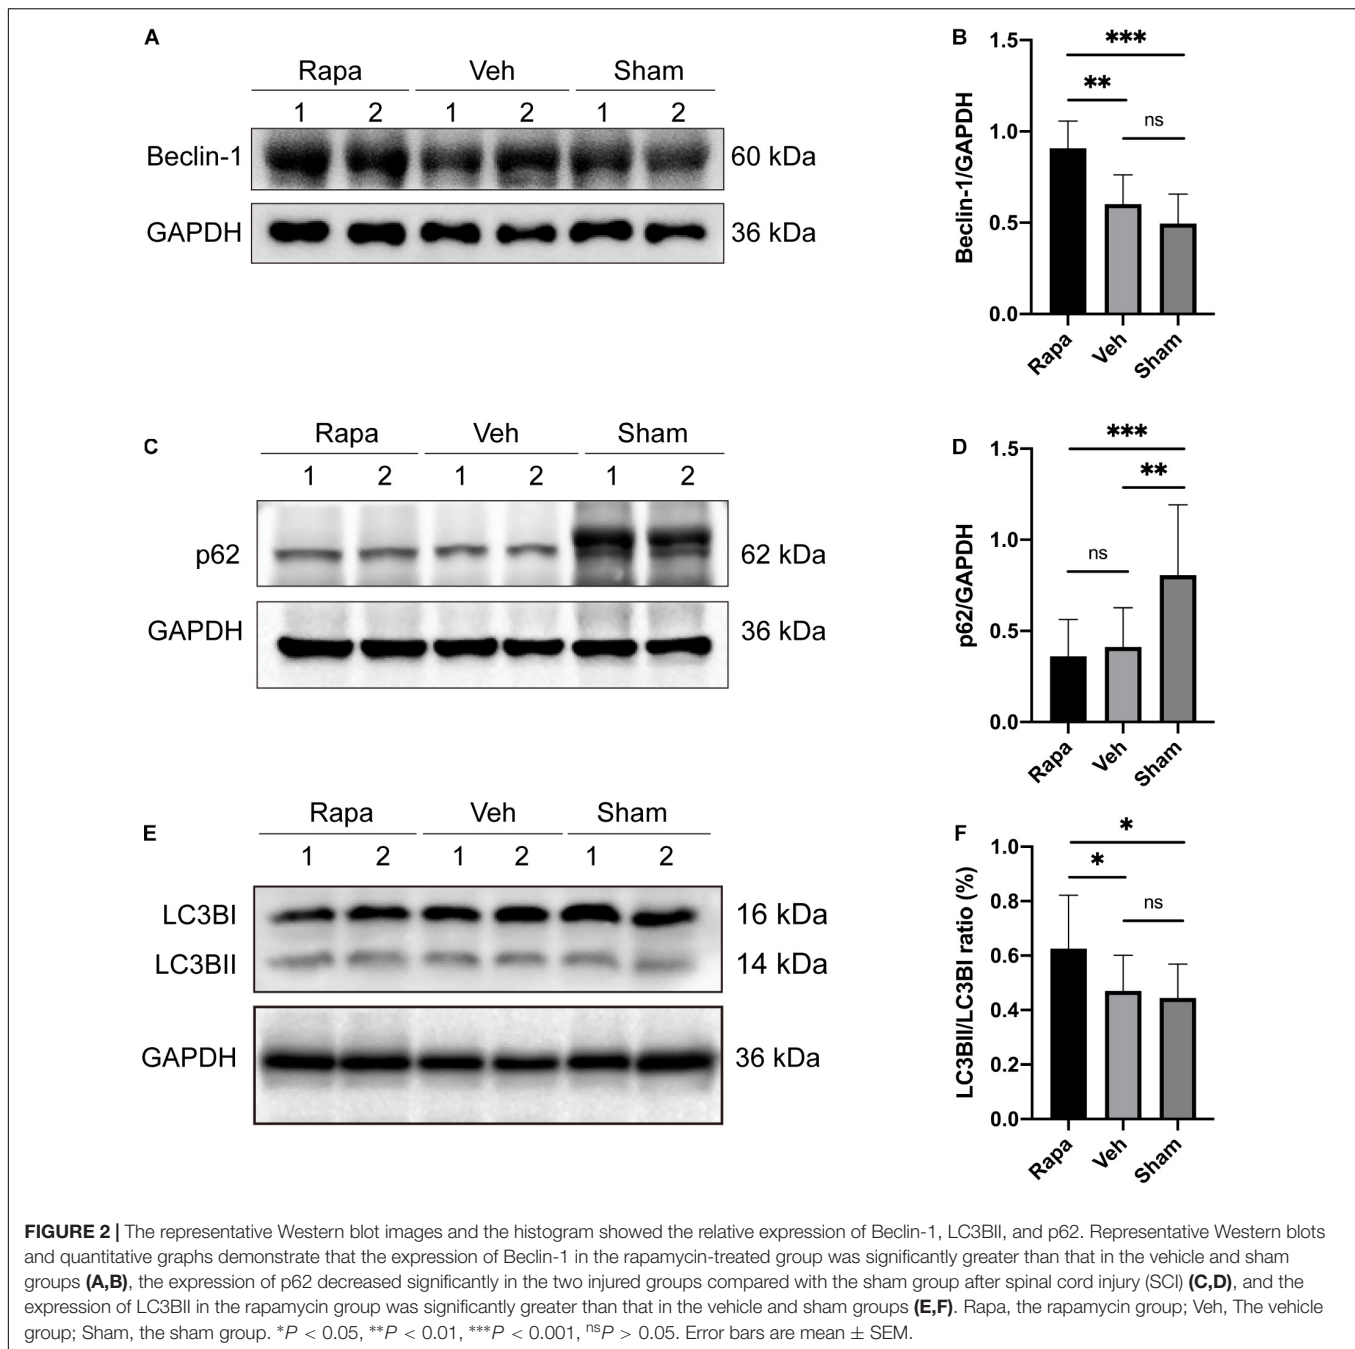 A
Rapa Veh Sham
1 2 1 2 1 2
Beclin-1 60 kDa
GAPDH 36 kDa
B
Beclin-1/GAPDH
1.5
1.0
0.5
0.0
***
**
ns
Rapa Veh Sham
C
Rapa Veh Sham
1 2 1 2 1 2
p62 62 kDa
GAPDH 36 kDa
D
p62/GAPDH
1.5
1.0
0.5
0.0
***
**
ns
Rapa Veh Sham
E
Rapa Veh Sham
1 2 1 2 1 2
LC3BI 16 kDa
LC3BII 14 kDa
GAPDH 36 kDa
F
LC3BII/LC3BI ratio (%)
1.0
0.8
0.6
0.4
0.2
0.0
*
*
ns
Rapa Veh Sham
FIGURE 2 | The representative Western blot images and the histogram showed the relative expression of Beclin-1, LC3BII, and p62. Representative Western blots
and quantitative graphs demonstrate that the expression of Beclin-1 in the rapamycin-treated group was significantly greater than that in the vehicle and sham
groups (A,B), the expression of p62 decreased significantly in the two injured groups compared with the sham group after spinal cord injury (SCI) (C,D), and the
expression of LC3BII in the rapamycin group was significantly greater than that in the vehicle and sham groups (E,F). Rapa, the rapamycin group; Veh, The vehicle
group; Sham, the sham group. *P < 0.05, **P < 0.01, ***P < 0.001, nsP > 0.05. Error bars are mean ± SEM.